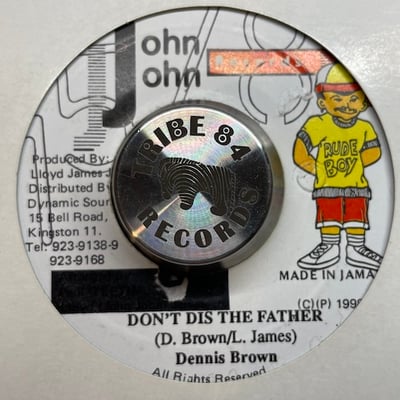 John
John
TRIBE 84
RECORDS
Produced By:
Lloyd James J
Distributed By
Dynamic Soun
15 Bell Road,
Kingston 11.
Tel: 923-9138-9
923-9168
RUDE
BOY
MADE IN JAMA
(C)(P) 199
DON'T DIS THE FATHER
(D. Brown/L. James)
Dennis Brown
All Rights Reserved